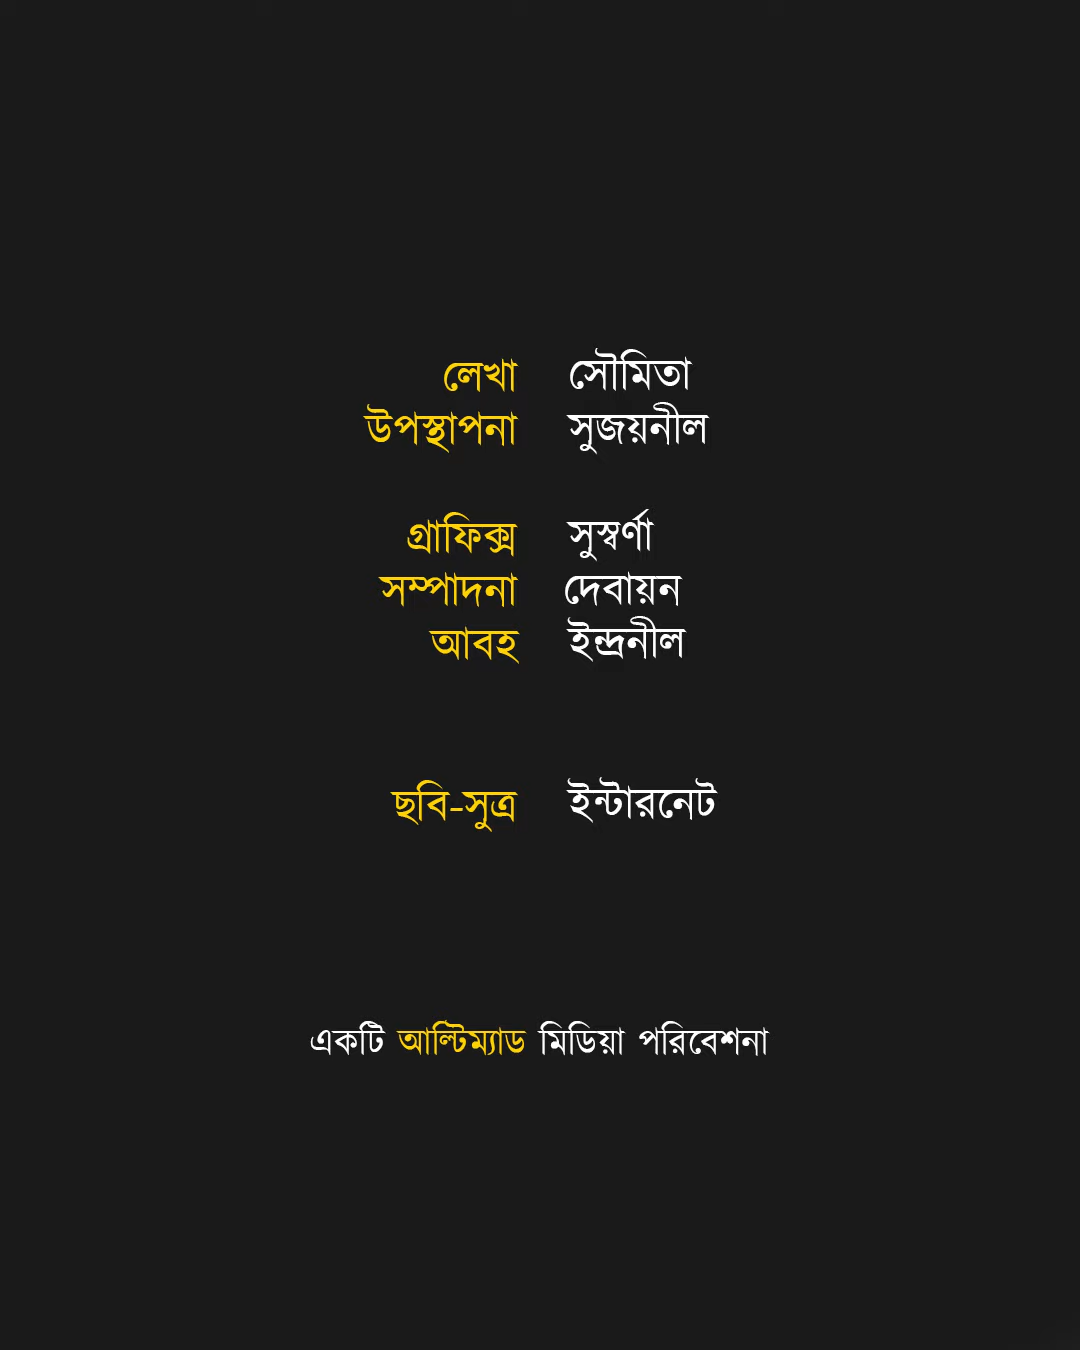 লেখা সৌমিতা
উপস্থাপনা সুজয়নীল
গ্রাফিক্স সুস্বর্ণা
সম্পাদনা দেবায়ন
আবহ ইন্দ্রনীল
ছবি-সুত্র ইন্টারনেট
একটি আল্টিম্যাড মিডিয়া পরিবেশনা